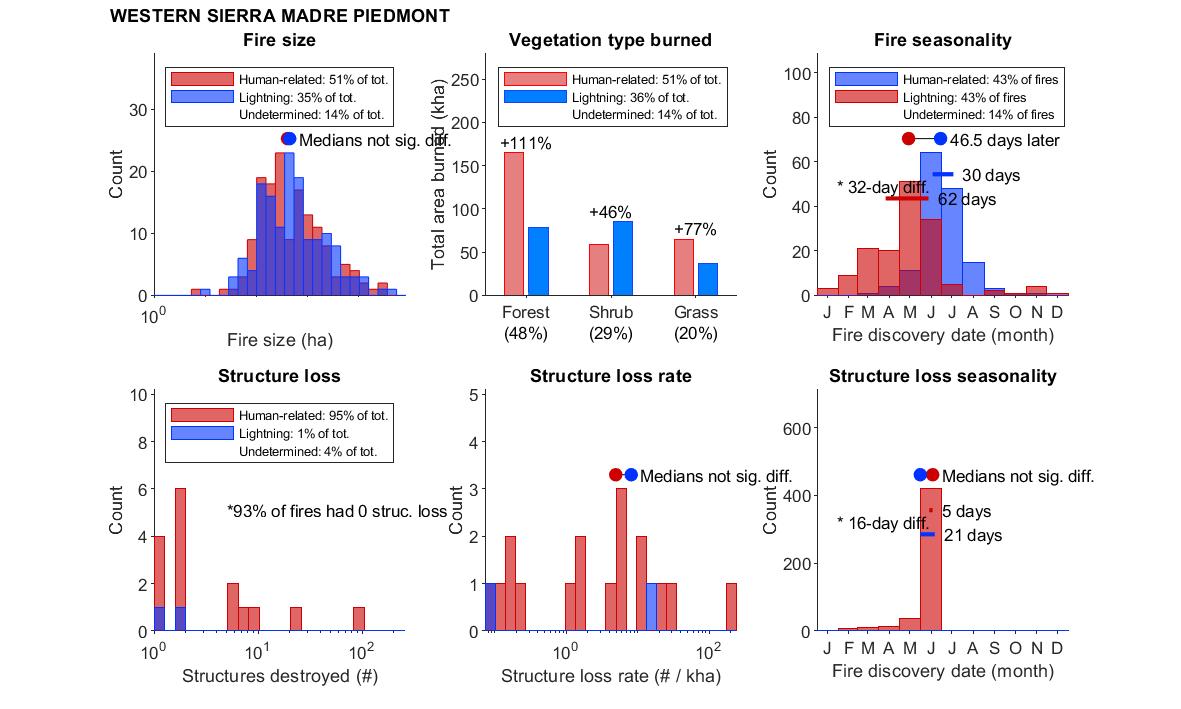 WESTERN SIERRA MADRE PIEDMONT
Fire size
Human-related: 51% of tot.
Lightning: 35% of tot.
Undetermined: 14% of tot.
Medians not sig. diff.
Count
30
20
10
0
10^0
Fire size (ha)
Vegetation type burned
Human-related: 51% of tot.
Lightning: 36% of tot.
Undetermined: 14% of tot.
Total area burned (kha)
250
200
150
100
50
0
+111%
+46%
+77%
Forest Shrub Grass
(48%) (29%) (20%)
Fire seasonality
Human-related: 43% of fires
Lightning: 43% of fires
Undetermined: 14% of fires
46.5 days later
30 days
* 32-day diff.
62 days
Count
100
80
60
40
20
0
J F M A M J J A S O N D
Fire discovery date (month)
Structure loss
Human-related: 95% of tot.
Lightning: 1% of tot.
Undetermined: 4% of tot.
*93% of fires had 0 struc. loss
Count
10
8
6
4
2
0
10^0 10^1 10^2
Structures destroyed (#)
Structure loss rate
Medians not sig. diff.
Count
5
4
3
2
1
0
10^0 10^2
Structure loss rate (# / kha)
Structure loss seasonality
Medians not sig. diff.
5 days
* 16-day diff.
21 days
Count
600
400
200
0
J F M A M J J A S O N D
Fire discovery date (month)